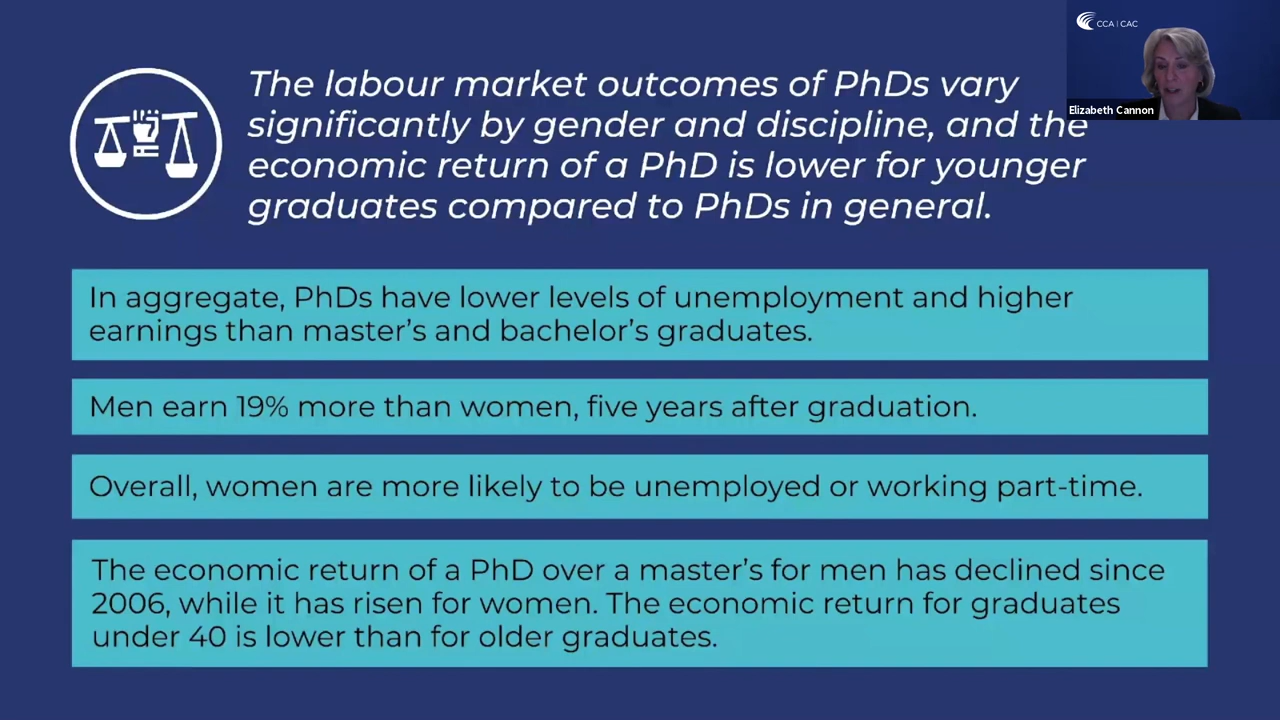 CCA | CAC
Elizabeth Cannon
The labour market outcomes of PhDs vary
significantly by gender and discipline, and the
economic return of a PhD is lower for younger
graduates compared to PhDs in general.
In aggregate, PhDs have lower levels of unemployment and higher
earnings than master's and bachelor's graduates.
Men earn 19% more than women, five years after graduation.
Overall, women are more likely to be unemployed or working part-time.
The economic return of a PhD over a master's for men has declined since
2006, while it has risen for women. The economic return for graduates
under 40 is lower than for older graduates.